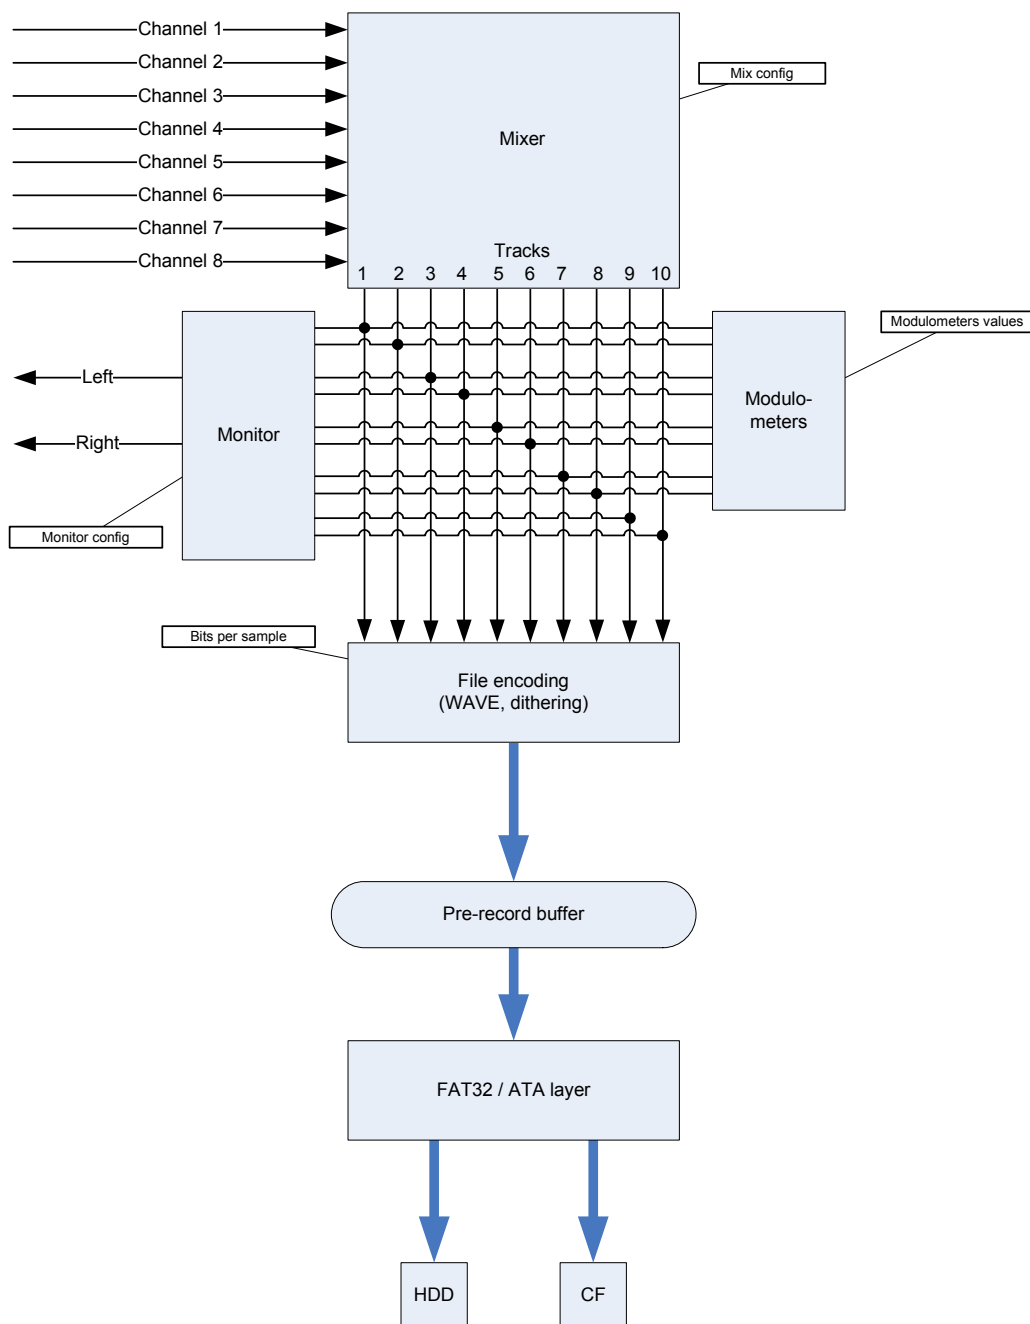 Channel 1
Channel 2
Channel 3
Channel 4
Channel 5
Channel 6
Channel 7
Channel 8
Mixer
Mix config
Tracks
1 2 3 4 5 6 7 8 9 10
Left
Right
Monitor
Monitor config
Modulo-
meters
Modulometers values
Bits per sample
File encoding
(WAVE, dithering)
Pre-record buffer
FAT32 / ATA layer
HDD
CF